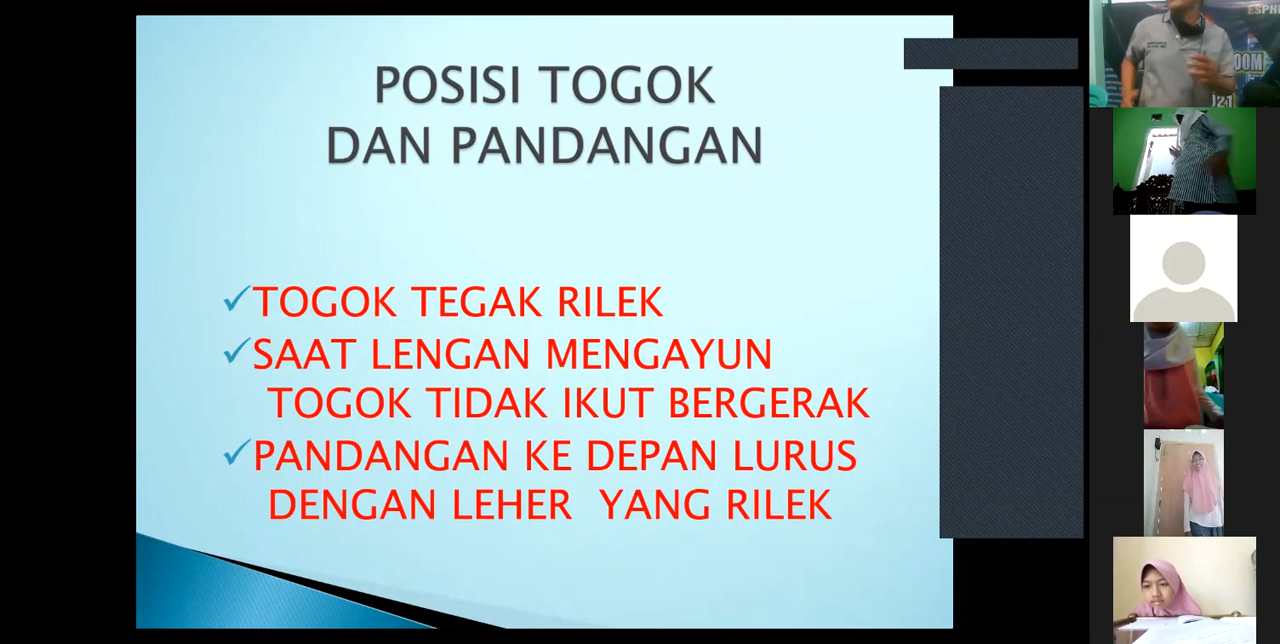 POSISI TOGOK
DAN PANDANGAN
✓TOGOK TEGAK RILEK
✓SAAT LENGAN MENGAYUN
TOGOK TIDAK IKUT BERGERAK
✓PANDANGAN KE DEPAN LURUS
DENGAN LEHER YANG RILEK